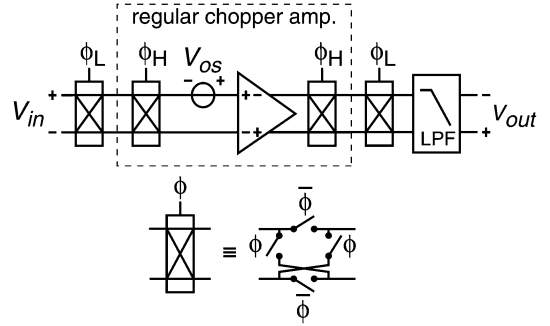 regular chopper amp.
ϕL ϕH Vos ϕH ϕL
+ - + +- -
Vin LPF Vout
- -+ +
ϕ ϕ̅
≡ ϕ ϕ
ϕ̅